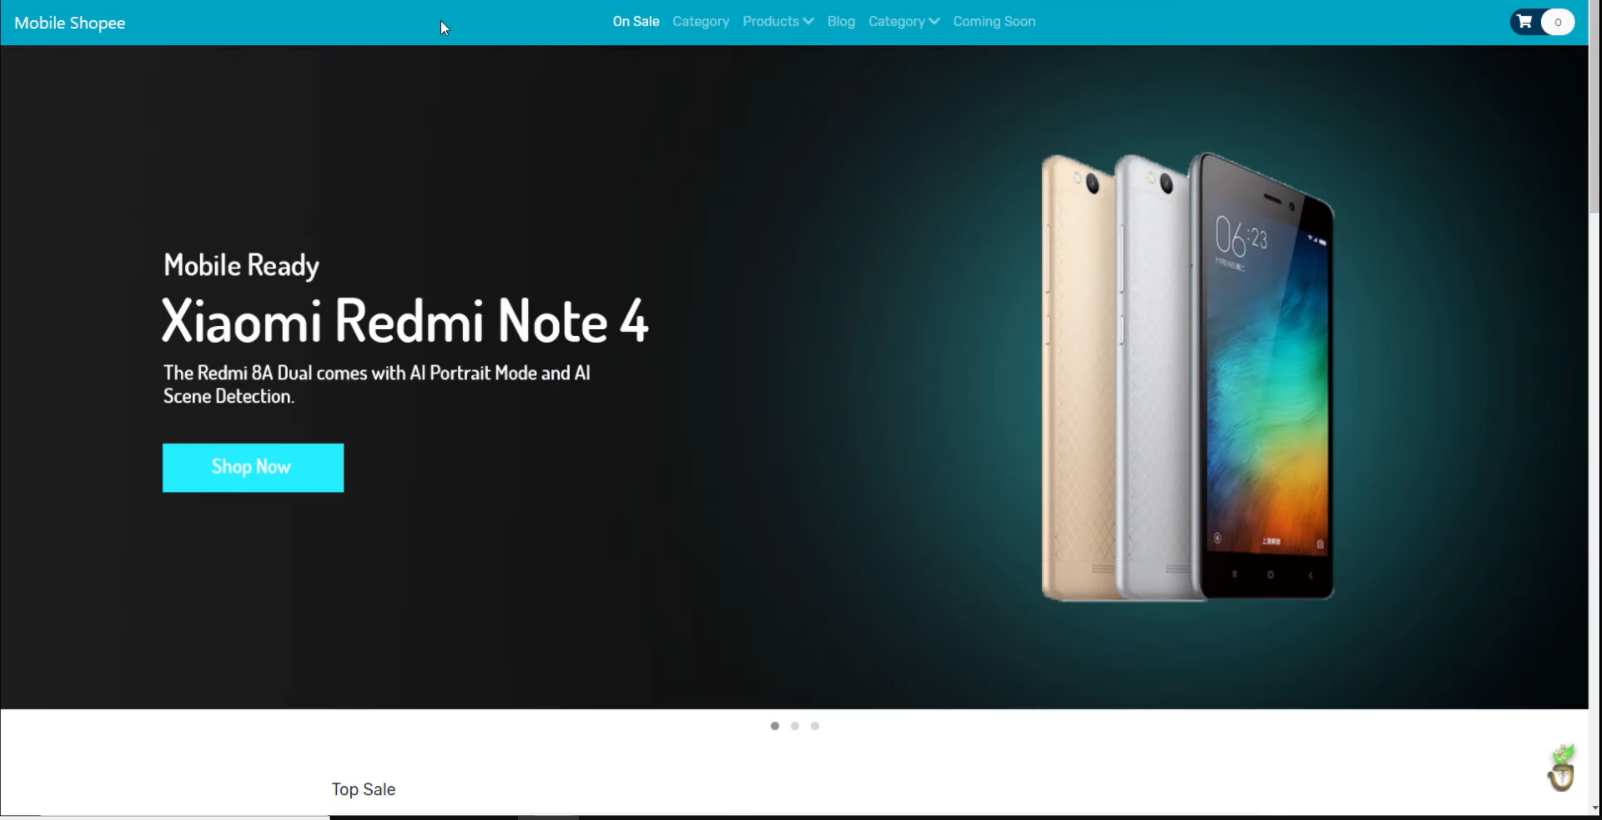 Mobile Shopee
On Sale Category Products Blog Category Coming Soon
0
Mobile Ready
Xiaomi Redmi Note 4
The Redmi 8A Dual comes with AI Portrait Mode and AI
Scene Detection.
Shop Now
06:23
Top Sale